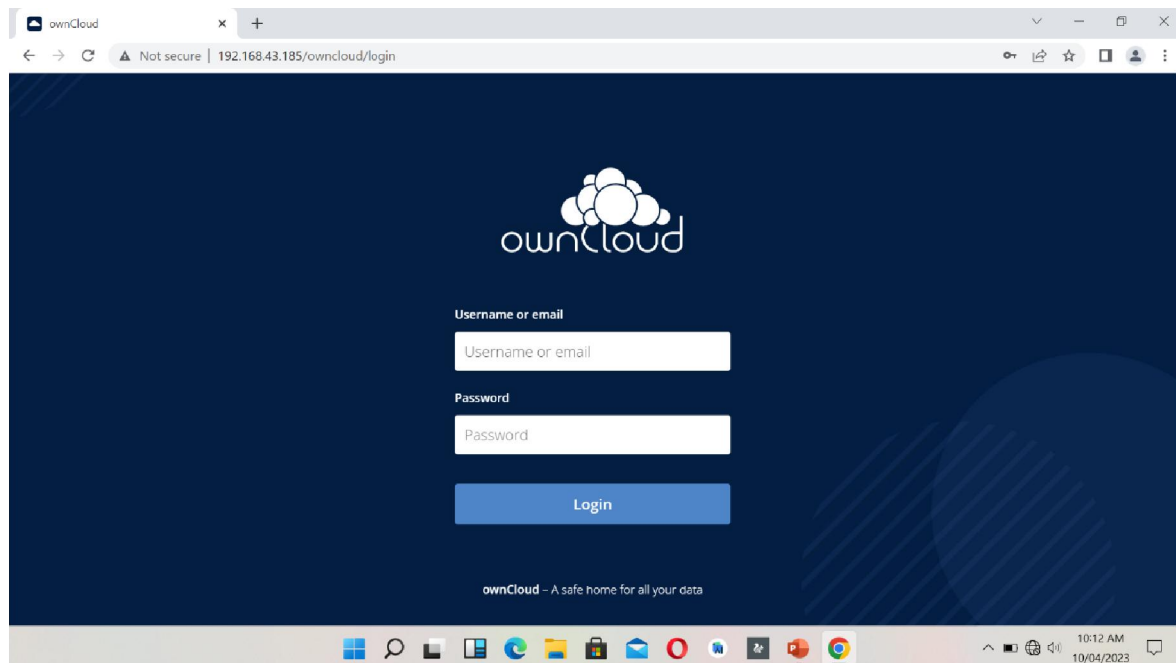 ownCloud
Not secure | 192.168.43.185/owncloud/login
ownCloud
Username or email
Username or email
Password
Password
Login
ownCloud – A safe home for all your data
10:12 AM
10/04/2023